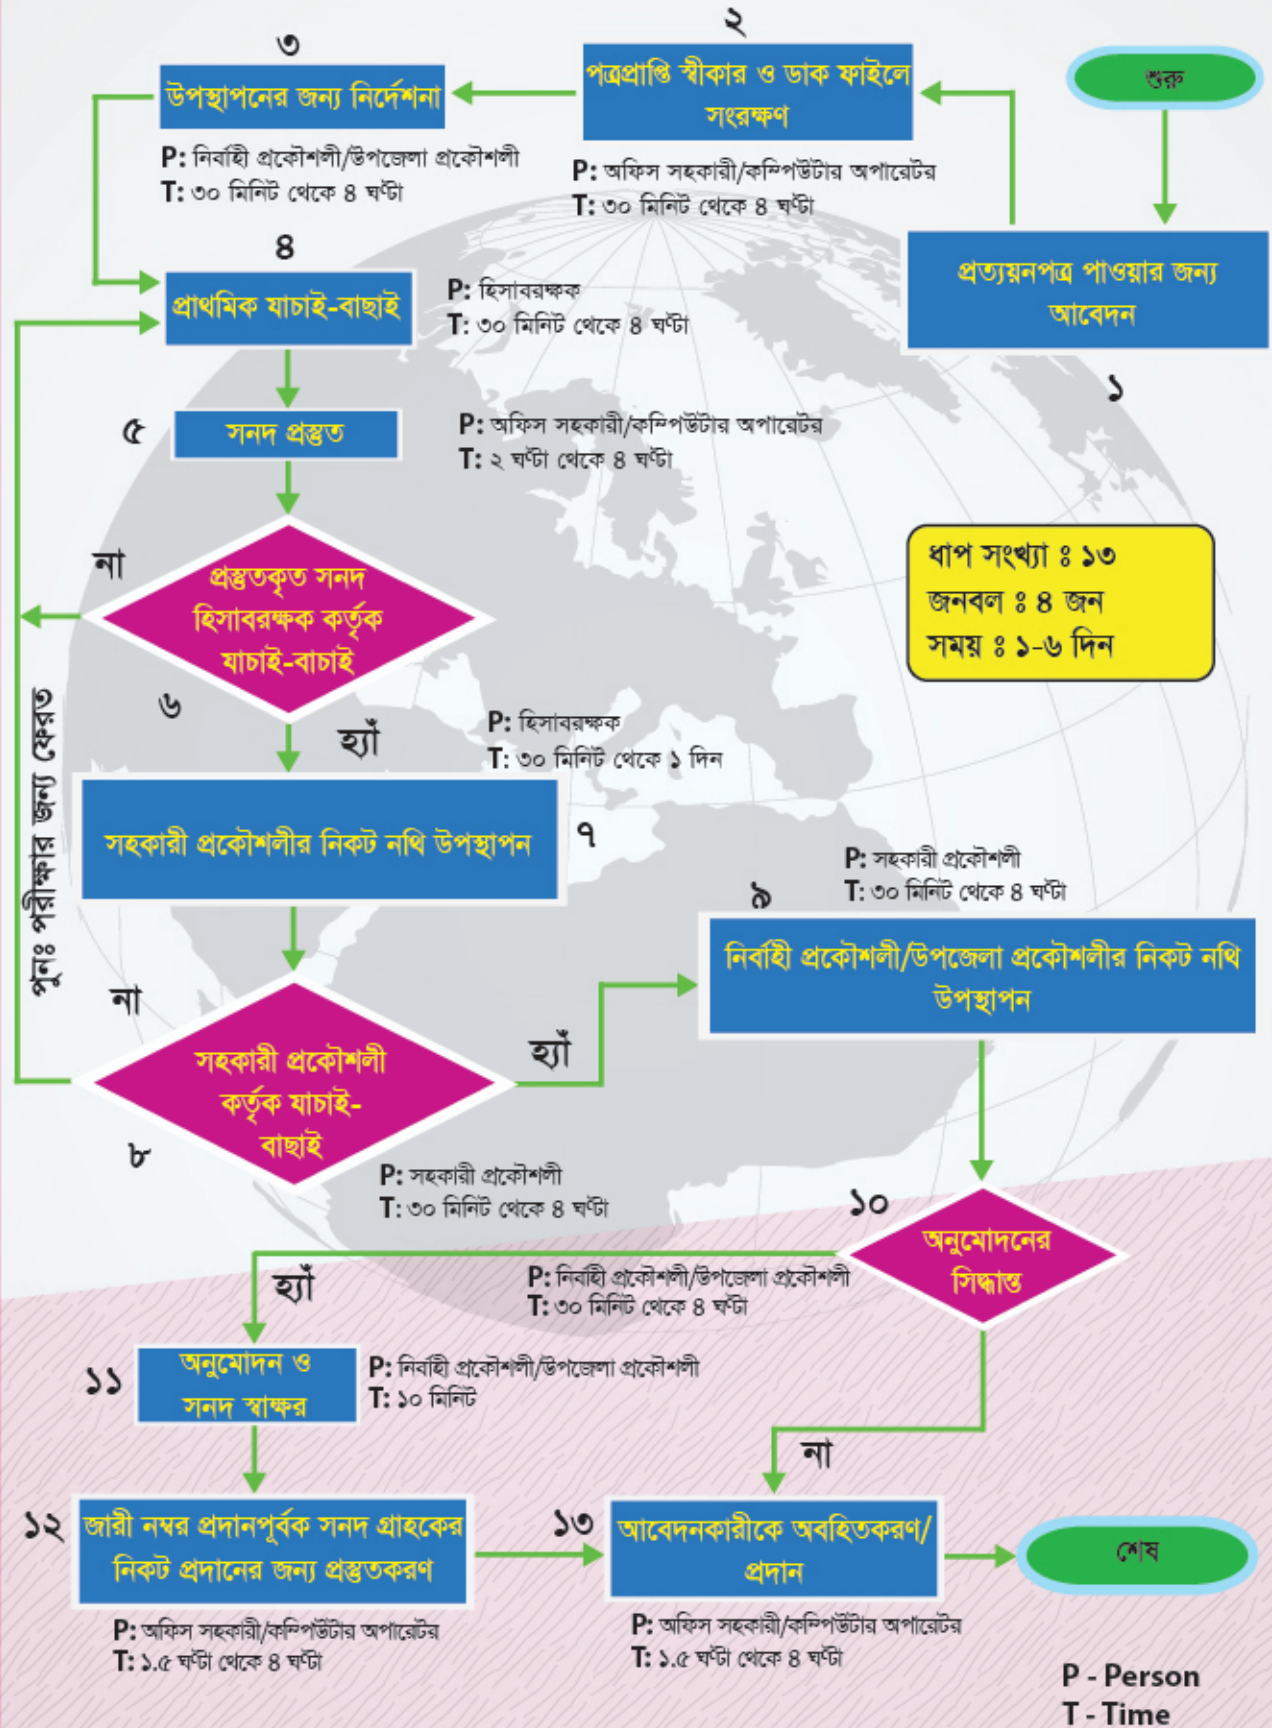 শুরু
১
প্রত্যয়নপত্র পাওয়ার জন্য
আবেদন
২
পত্রপ্রাপ্তি স্বীকার ও ডাক ফাইলে
সংরক্ষণ
P: অফিস সহকারী/কম্পিউটার অপারেটর
T: ৩০ মিনিট থেকে ৪ ঘণ্টা
৩
উপস্থাপনের জন্য নির্দেশনা
P: নির্বাহী প্রকৌশলী/উপজেলা প্রকৌশলী
T: ৩০ মিনিট থেকে ৪ ঘণ্টা
৪
প্রাথমিক যাচাই-বাছাই
P: হিসাবরক্ষক
T: ৩০ মিনিট থেকে ৪ ঘণ্টা
৫
সনদ প্রস্তুত
P: অফিস সহকারী/কম্পিউটার অপারেটর
T: ২ ঘণ্টা থেকে ৪ ঘণ্টা
ধাপ সংখ্যা ঃ ১৩
জনবল ঃ ৪ জন
সময় ঃ ১-৬ দিন
না
প্রস্তুতকৃত সনদ
হিসাবরক্ষক কর্তৃক
যাচাই-বাচাই
৬
হ্যাঁ
P: হিসাবরক্ষক
T: ৩০ মিনিট থেকে ১ দিন
পুনঃ পরীক্ষার জন্য ফেরত
সহকারী প্রকৌশলীর নিকট নথি উপস্থাপন
৭
না
সহকারী প্রকৌশলী
কর্তৃক যাচাই-
বাছাই
৮
হ্যাঁ
P: সহকারী প্রকৌশলী
T: ৩০ মিনিট থেকে ৪ ঘণ্টা
P: সহকারী প্রকৌশলী
T: ৩০ মিনিট থেকে ৪ ঘণ্টা
৯
নির্বাহী প্রকৌশলী/উপজেলা প্রকৌশলীর নিকট নথি
উপস্থাপন
১০
অনুমোদনের
সিদ্ধান্ত
P: নির্বাহী প্রকৌশলী/উপজেলা প্রকৌশলী
T: ৩০ মিনিট থেকে ৪ ঘণ্টা
হ্যাঁ
১১
অনুমোদন ও
সনদ স্বাক্ষর
P: নির্বাহী প্রকৌশলী/উপজেলা প্রকৌশলী
T: ১০ মিনিট
না
১২
জারী নম্বর প্রদানপূর্বক সনদ গ্রাহকের
নিকট প্রদানের জন্য প্রস্তুতকরণ
P: অফিস সহকারী/কম্পিউটার অপারেটর
T: ১.৫ ঘণ্টা থেকে ৪ ঘণ্টা
১৩
আবেদনকারীকে অবহিতকরণ/
প্রদান
P: অফিস সহকারী/কম্পিউটার অপারেটর
T: ১.৫ ঘণ্টা থেকে ৪ ঘণ্টা
শেষ
P - Person
T - Time